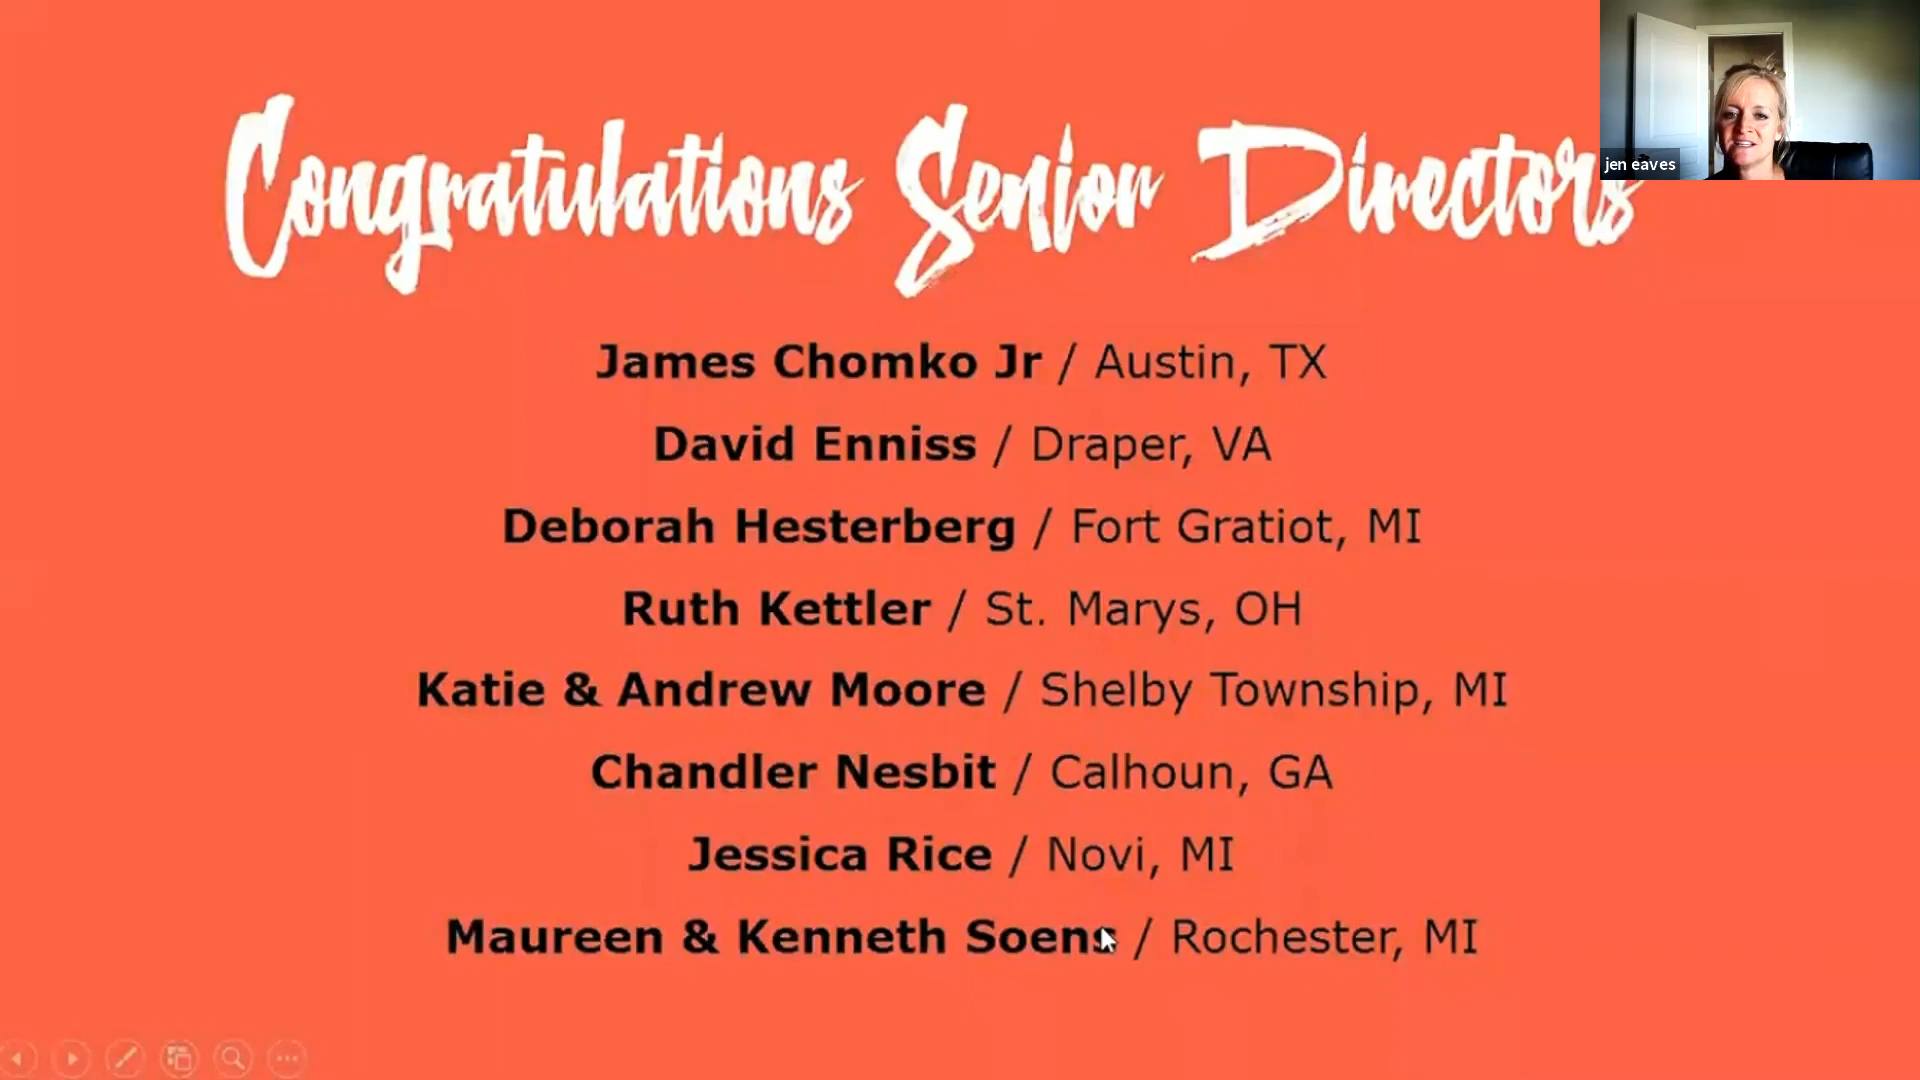 Congratulations Senior Directors
jen eaves
James Chomko Jr / Austin, TX
David Enniss / Draper, VA
Deborah Hesterberg / Fort Gratiot, MI
Ruth Kettler / St. Marys, OH
Katie & Andrew Moore / Shelby Township, MI
Chandler Nesbit / Calhoun, GA
Jessica Rice / Novi, MI
Maureen & Kenneth Soens / Rochester, MI